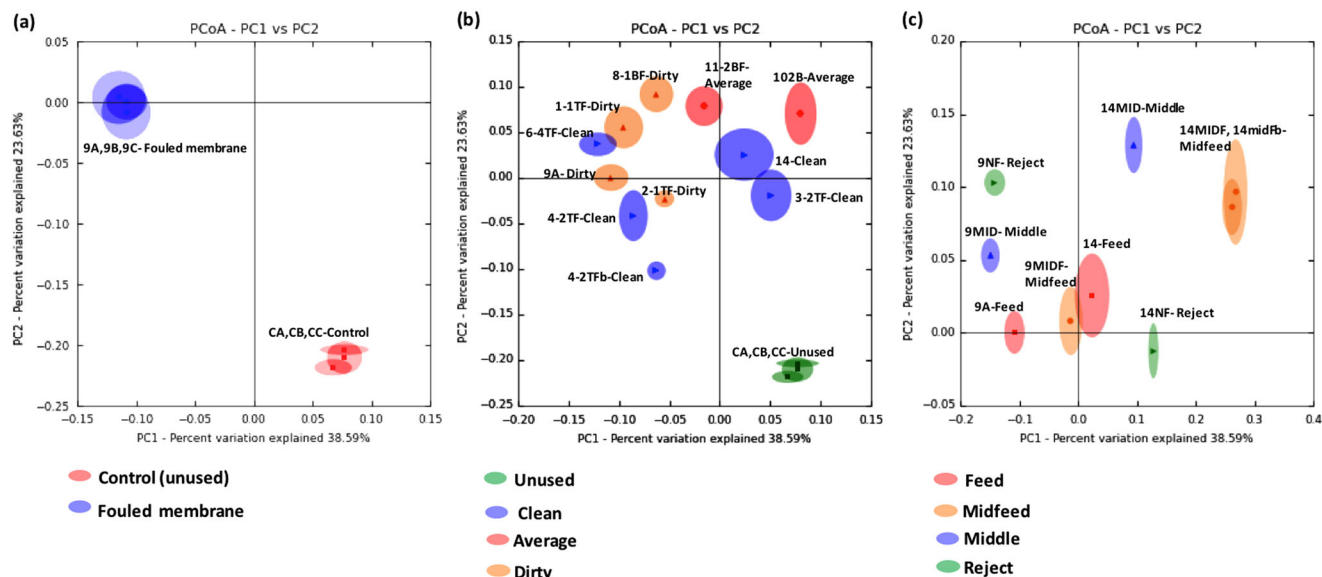 (a)
PCoA - PC1 vs PC2
0.05
0.00
−0.05
−0.10
−0.15
−0.20
−0.25
PC2 - Percent variation explained 23.63%
9A,9B,9C- Fouled membrane
CA,CB,CC-Control
−0.20
−0.15
−0.10
−0.05
0.00
0.05
0.10
0.15
PC1 - Percent variation explained 38.59%
Control (unused)
Fouled membrane
(b)
PCoA - PC1 vs PC2
0.15
0.10
0.05
0.00
−0.05
−0.10
−0.15
−0.20
0.25
PC2 - Percent variation explained 23.63%
8-1BF-Dirty
11-2BF-
Average
102B-Average
1-1TF-Dirty
6-4TF-Clean
14-Clean
9A- Dirty
2-1TF-Dirty
3-2TF-Clean
4-2TF-Clean
4-2TFb-Clean
CA,CB,CC-Unused
−0.20
−0.15
−0.10
−0.05
0.00
0.05
0.10
0.15
PC1 - Percent variation explained 38.59%
Unused
Clean
Average
Dirty
(c)
PCoA - PC1 vs PC2
0.20
0.15
0.10
0.05
0.00
−0.05
PC2 - Percent variation explained 23.63%
14MID-Middle
14MIDF, 14midfb-
Midfeed
9NF- Reject
9MID- Middle
14-Feed
9MIDF-
Midfeed
9A-Feed
14NF- Reject
−0.2
−0.1
0.0
0.1
0.2
0.3
0.4
PC1 - Percent variation explained 38.59%
Feed
Midfeed
Middle
Reject